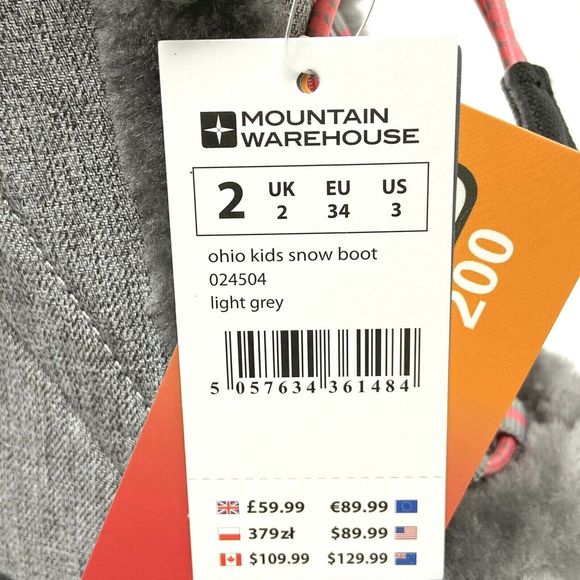 MOUNTAIN
WAREHOUSE
2 UK EU US
2 34 3
ohio kids snow boot
024504
light grey
5 057634 361484
£59.99 €89.99
379zł $89.99
$109.99 $129.99
200